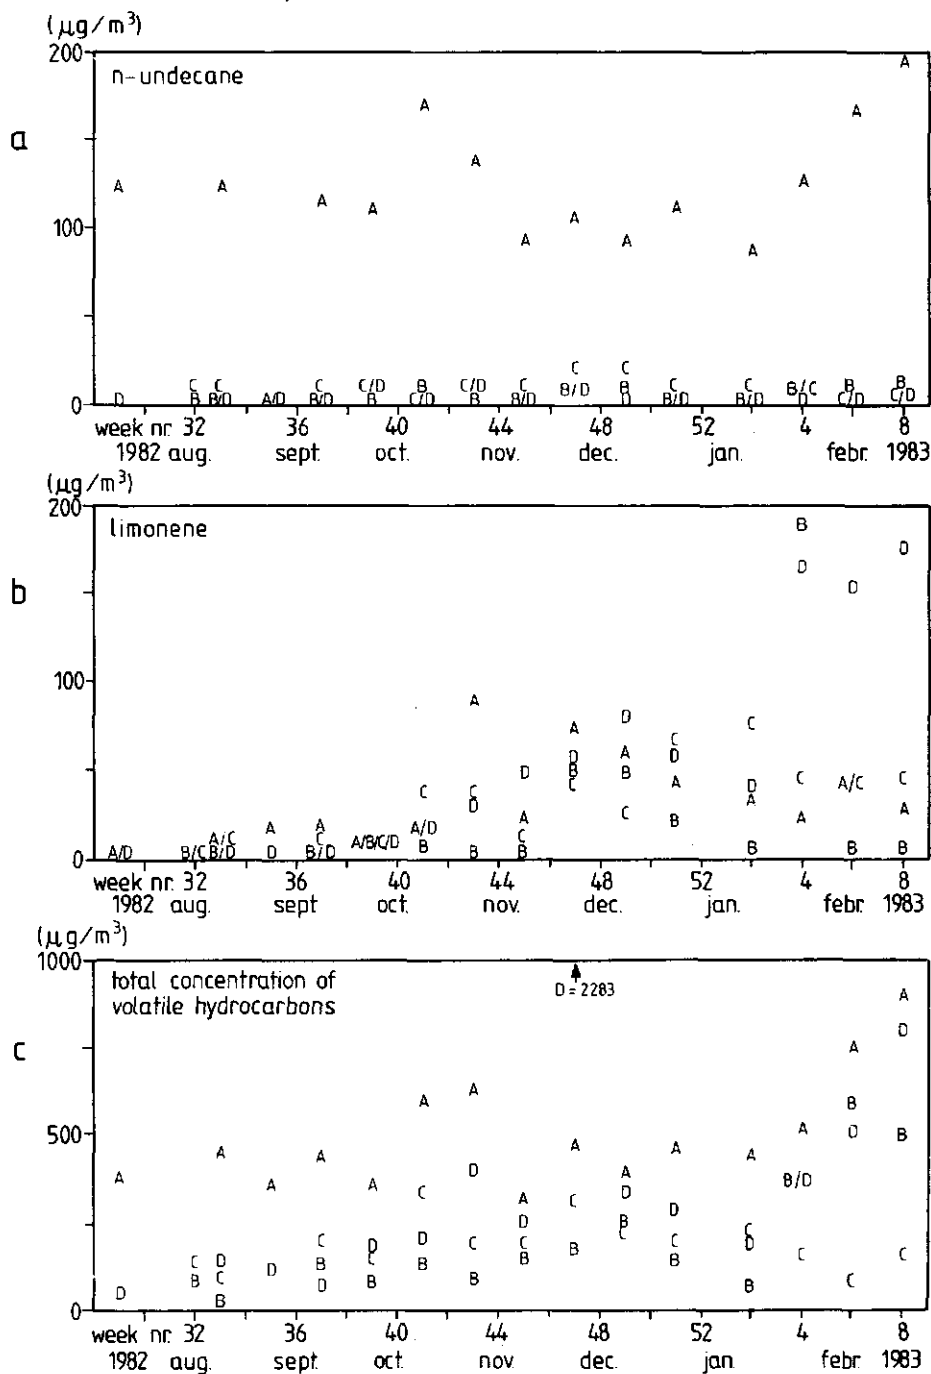 (μg/m³)
200
n-undecane
a
A A A A A A A A A A A A A A
100
C C C C/D B C/D C C C C C B/C B B
D B B/D A/D B/D B C/D B B/D B/D B D B/D B/D D C/D C/D
0
week nr. 32 36 40 44 48 52 4 8
1982 aug. sept. oct. nov. dec. jan. febr. 1983
(μg/m³)
200
limonene
b
B D D D
100
A D A C C
C C D D A D D D C A/C C
A A A/D A B B A A A D
A/C C A/B/C/D B B C C C B B B B B
A/D B/C B/D D B/D
0
week nr. 32 36 40 44 48 52 4 8
1982 aug. sept oct. nov. dec. jan. febr. 1983
(μg/m³)
1000
total concentration of
volatile hydrocarbons
D=2283
c
A D
A A A B
500
A A A A A D A A A A A D B
C C D D C D D B/D
C D D C D D C B C C C C C
D B C B D B C B B B B B B C
0
week nr. 32 36 40 44 48 52 4 8
1982 aug. sept. oct. nov. dec. jan. febr. 1983